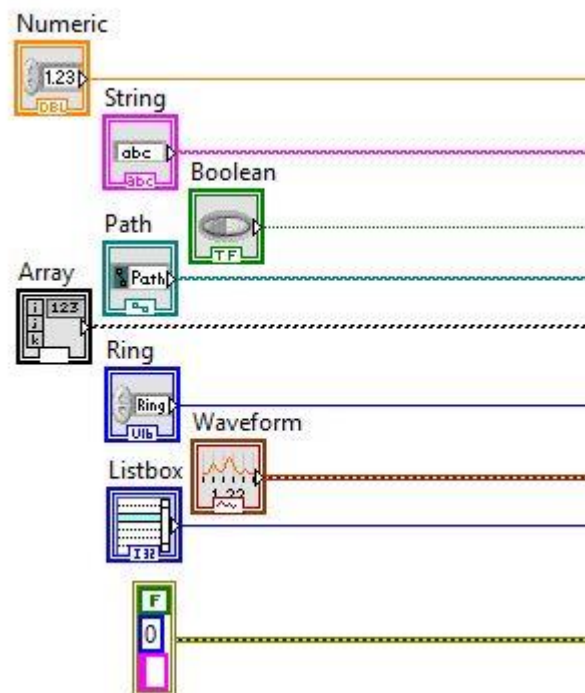 Numeric
1.23
DBL
String
abc
abc
Boolean
TF
Path
Path
Array
i 123
j
k
Ring
Ring
U16
Waveform
1.23
Listbox
I32
F
0